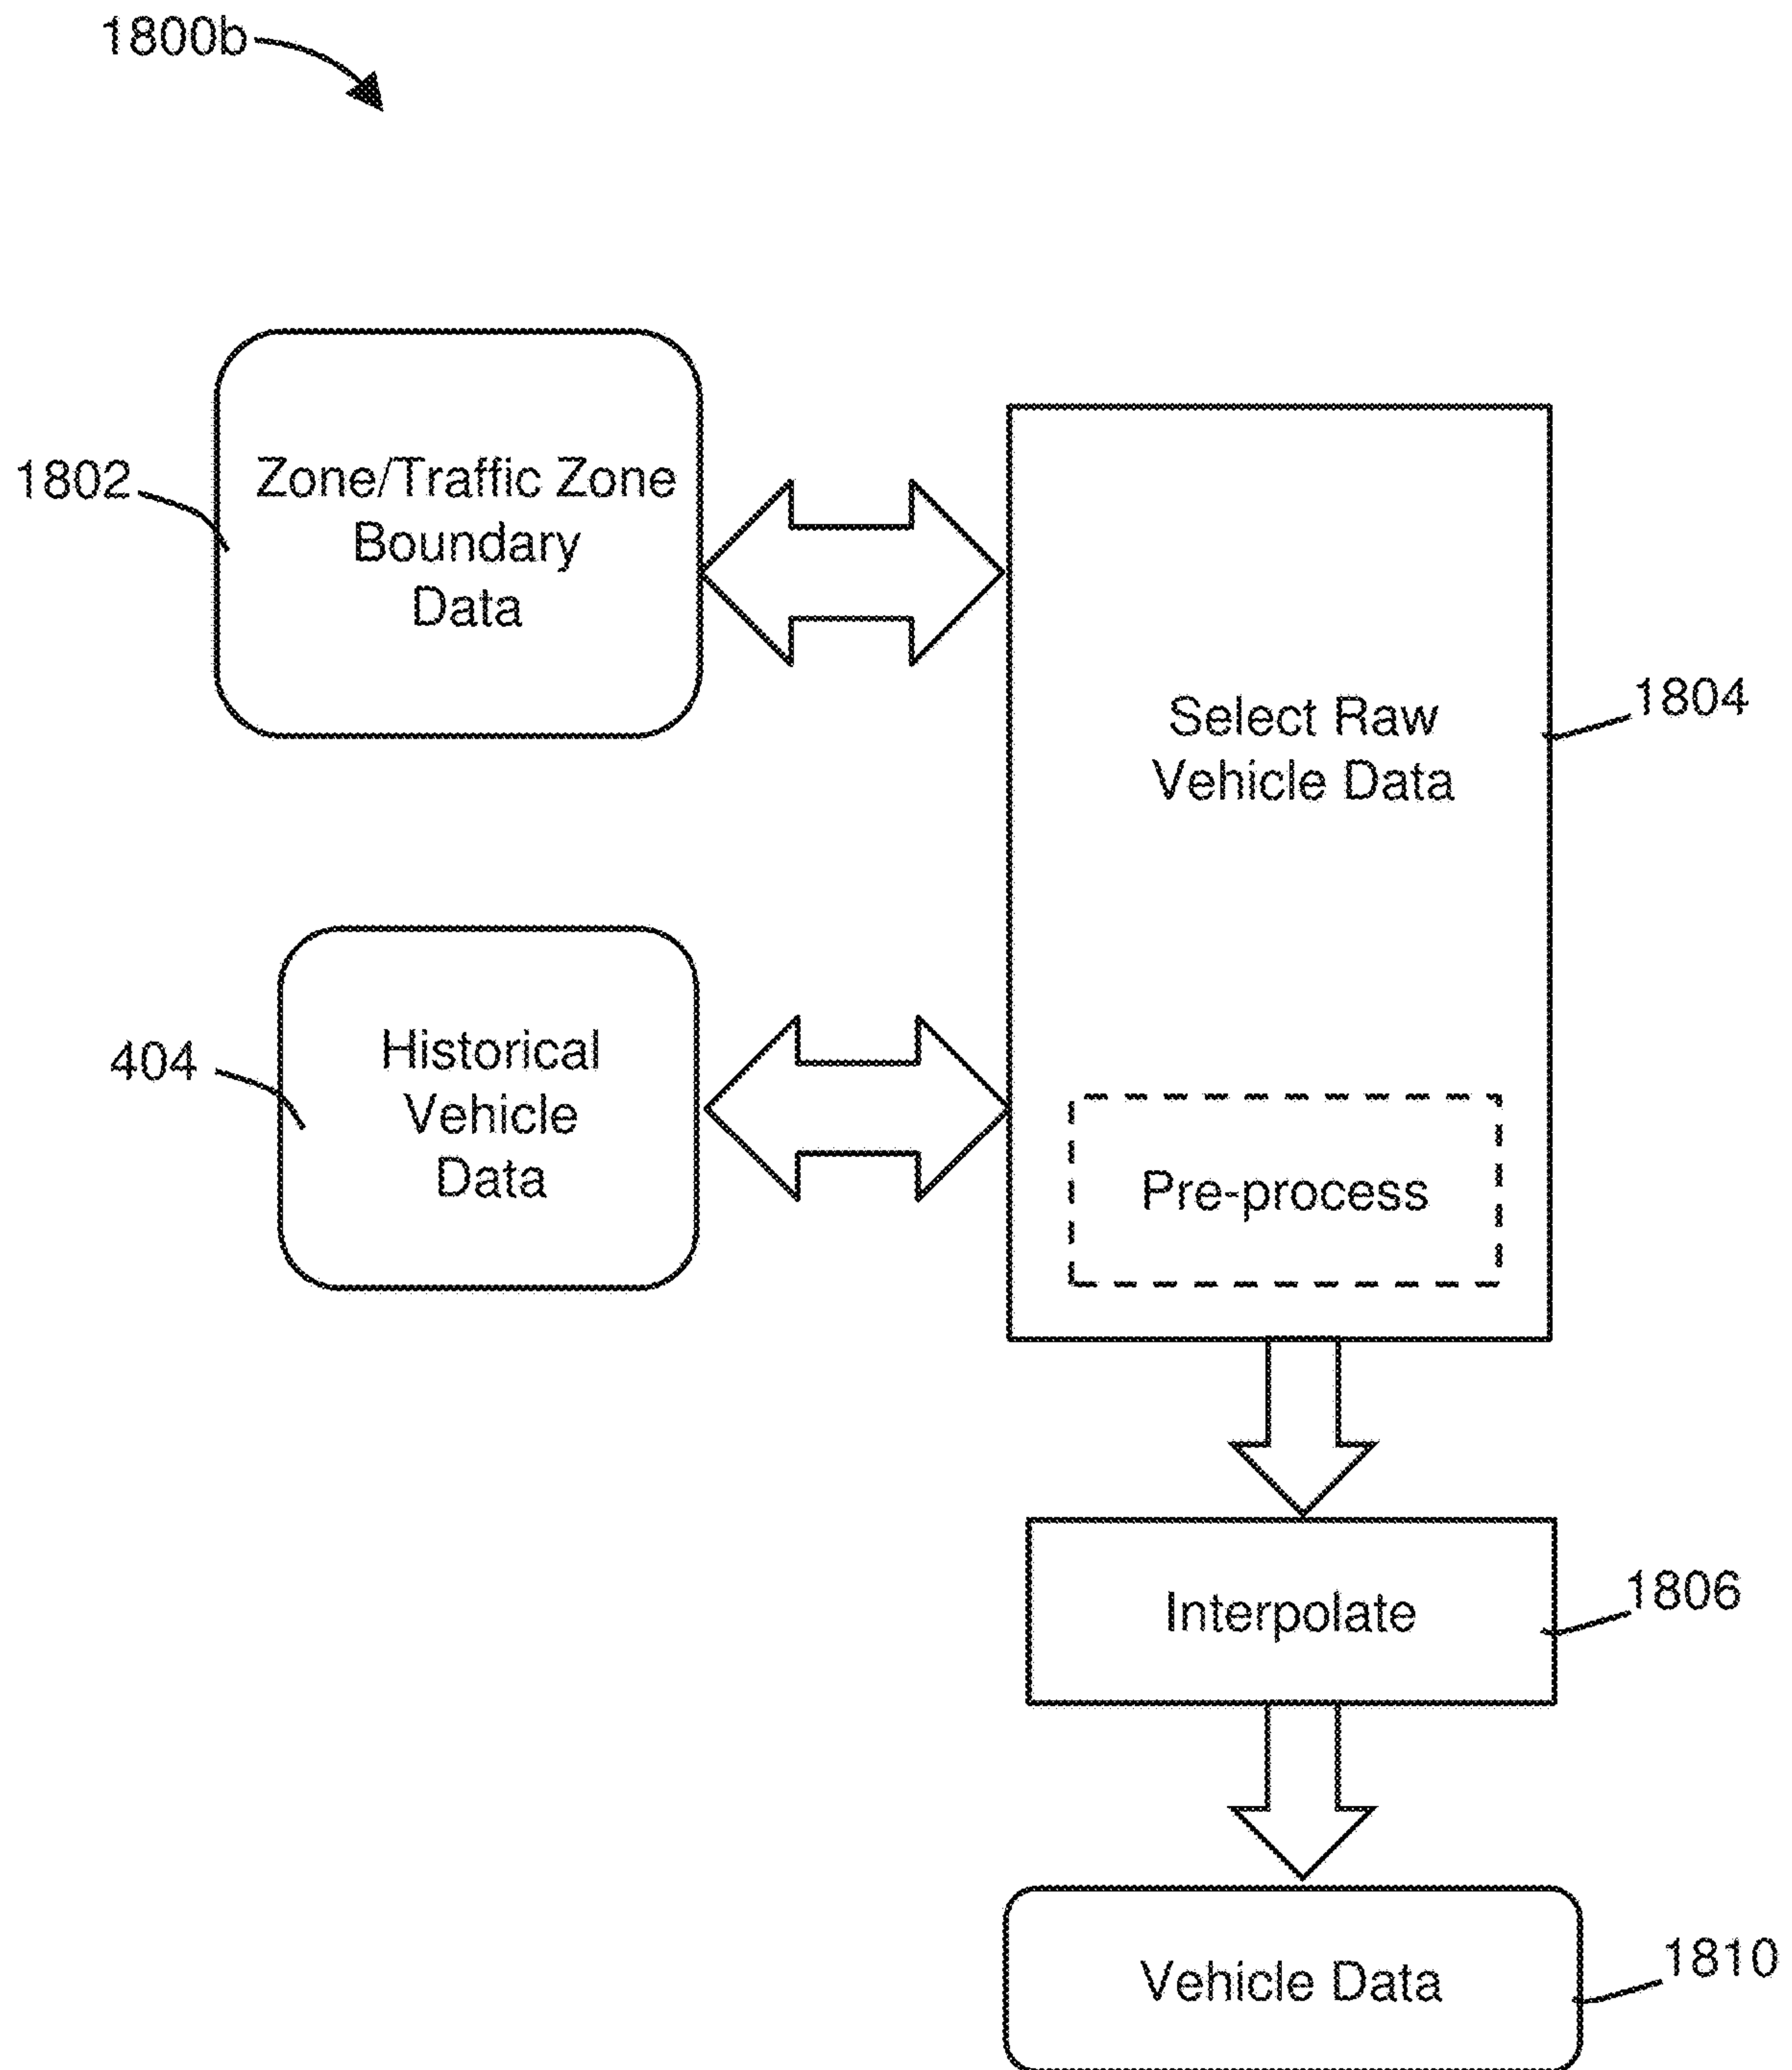 1800b
1802
Zone/Traffic Zone
Boundary
Data
Select Raw
Vehicle Data
1804
404
Historical
Vehicle
Data
Pre-process
Interpolate
1806
Vehicle Data
1810